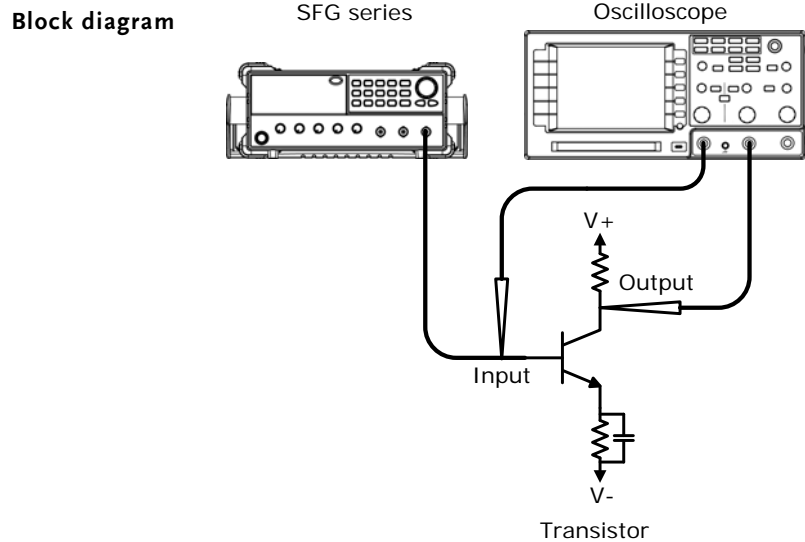 Block diagram
SFG series
Oscilloscope
V+
Output
Input
V-
Transistor